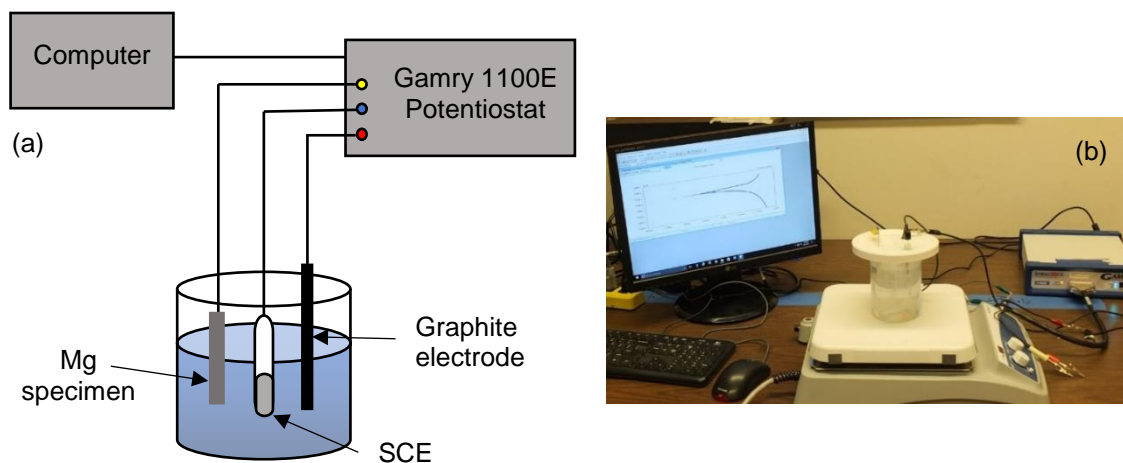 Computer
Gamry 1100E
Potentiostat
(a)
(b)
Graphite
electrode
Mg
specimen
SCE